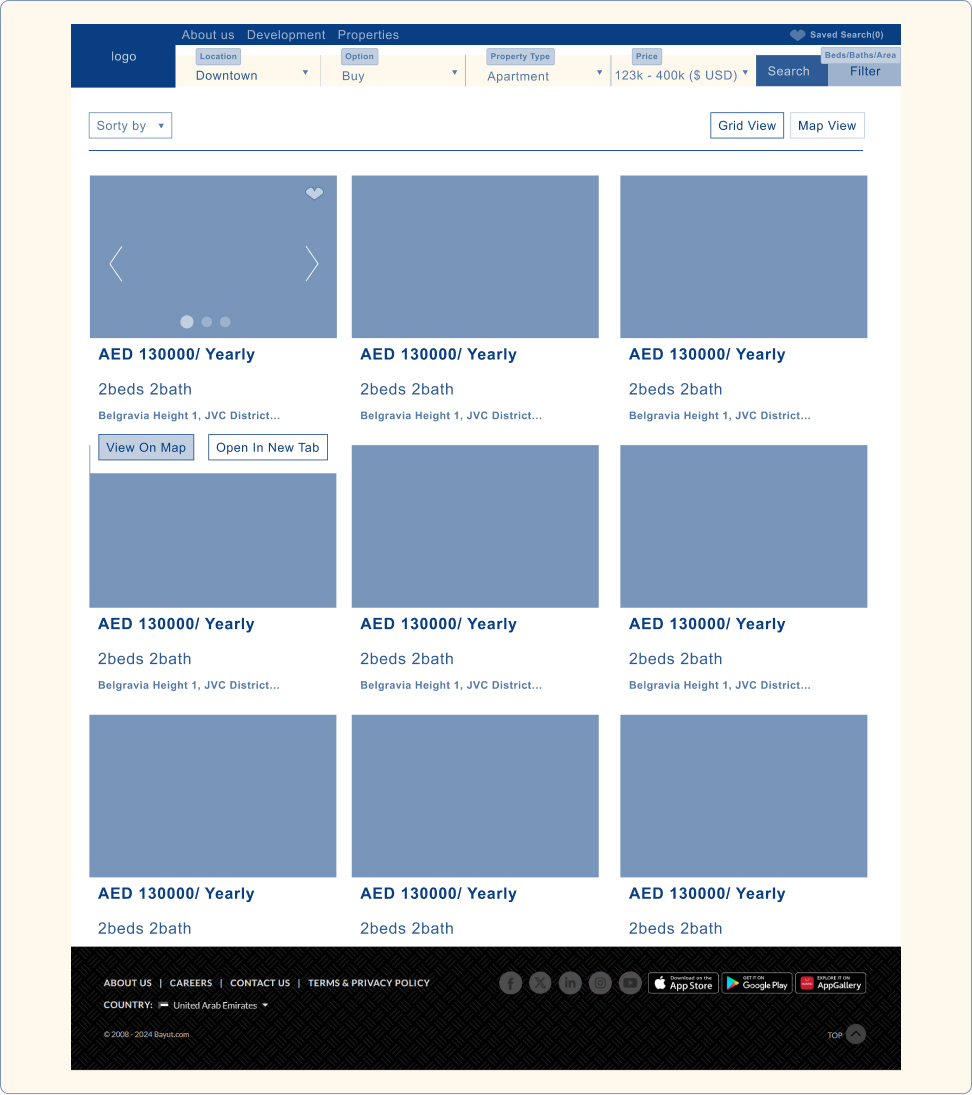 About us Development Properties Saved Search(0)
logo
Location Option Property Type Price Beds/Baths/Area
Downtown Buy Apartment 123k - 400k ($ USD) Search Filter
Sorty by Grid View Map View
AED 130000/ Yearly AED 130000/ Yearly AED 130000/ Yearly
2beds 2bath 2beds 2bath 2beds 2bath
Belgravia Height 1, JVC District... Belgravia Height 1, JVC District... Belgravia Height 1, JVC District...
View On Map Open In New Tab
AED 130000/ Yearly AED 130000/ Yearly AED 130000/ Yearly
2beds 2bath 2beds 2bath 2beds 2bath
Belgravia Height 1, JVC District... Belgravia Height 1, JVC District... Belgravia Height 1, JVC District...
AED 130000/ Yearly AED 130000/ Yearly AED 130000/ Yearly
2beds 2bath 2beds 2bath 2beds 2bath
ABOUT US | CAREERS | CONTACT US | TERMS & PRIVACY POLICY
Download on the App Store GET IT ON Google Play EXPLORE IT ON AppGallery
COUNTRY: United Arab Emirates
© 2008 - 2024 Bayut.com
TOP